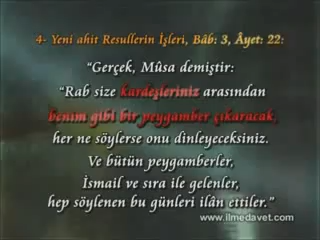 4- Yeni ahit Resullerin İşleri, Bâb: 3, Âyet: 22:
“Gerçek, Mûsa demiştir:
“Rab size kardeşleriniz arasından
benim gibi bir peygamber çıkaracak,
her ne söylerse onu dinleyeceksiniz.
Ve bütün peygamberler,
İsmail ve sıra ile gelenler,
hep söylenen bu günleri ilân ettiler.”
www.ilmedavet.com